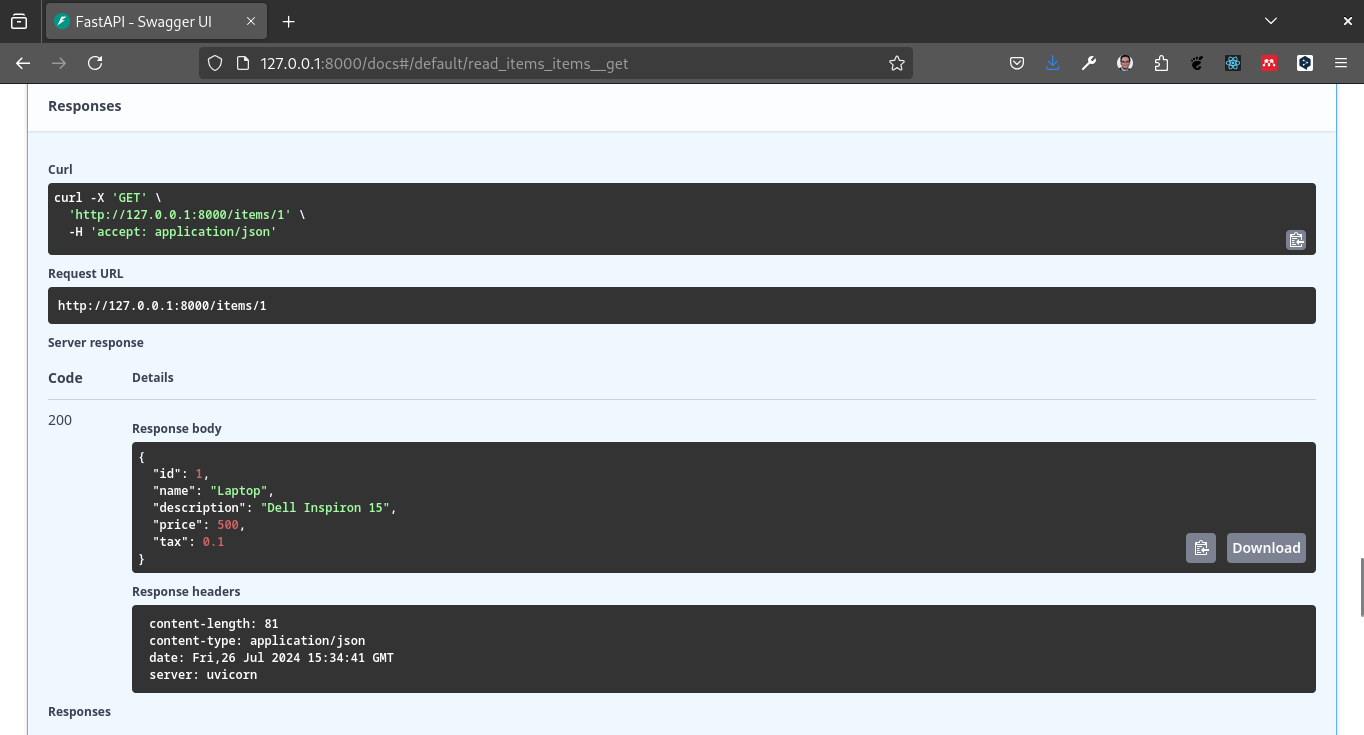 FastAPI - Swagger UI
127.0.0.1:8000/docs#/default/read_items_items__get
Responses
Curl
curl -X 'GET' \
  'http://127.0.0.1:8000/items/1' \
  -H 'accept: application/json'
Request URL
http://127.0.0.1:8000/items/1
Server response
Code Details
200
Response body
{
  "id": 1,
  "name": "Laptop",
  "description": "Dell Inspiron 15",
  "price": 500,
  "tax": 0.1
}
Download
Response headers
content-length: 81
content-type: application/json
date: Fri,26 Jul 2024 15:34:41 GMT
server: uvicorn
Responses